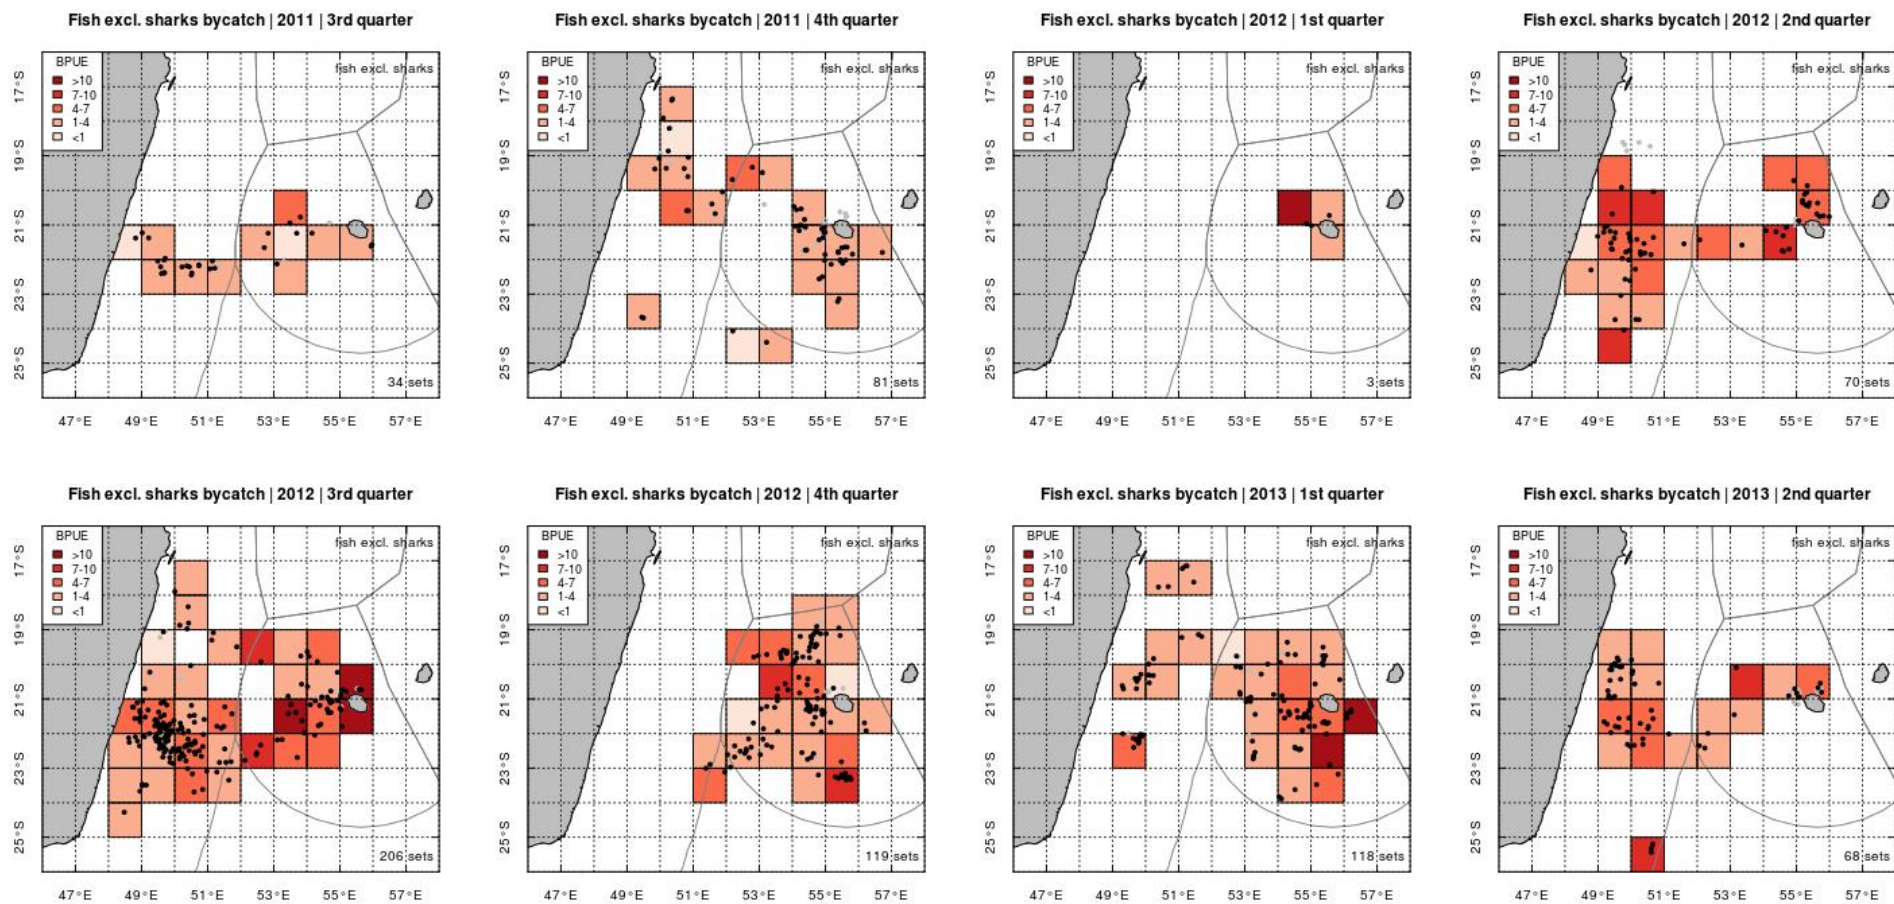 Fish excl. sharks bycatch | 2011 | 3rd quarter
BPUE
>10
7-10
4-7
1-4
<1
fish excl. sharks
17°S
19°S
21°S
23°S
25°S
34 sets
47°E 49°E 51°E 53°E 55°E 57°E
Fish excl. sharks bycatch | 2011 | 4th quarter
BPUE
>10
7-10
4-7
1-4
<1
fish excl. sharks
17°S
19°S
21°S
23°S
25°S
81 sets
47°E 49°E 51°E 53°E 55°E 57°E
Fish excl. sharks bycatch | 2012 | 1st quarter
BPUE
>10
7-10
4-7
1-4
<1
fish excl. sharks
17°S
19°S
21°S
23°S
25°S
3 sets
47°E 49°E 51°E 53°E 55°E 57°E
Fish excl. sharks bycatch | 2012 | 2nd quarter
BPUE
>10
7-10
4-7
1-4
<1
fish excl. sharks
17°S
19°S
21°S
23°S
25°S
70 sets
47°E 49°E 51°E 53°E 55°E 57°E
Fish excl. sharks bycatch | 2012 | 3rd quarter
BPUE
>10
7-10
4-7
1-4
<1
fish excl. sharks
17°S
19°S
21°S
23°S
25°S
206 sets
47°E 49°E 51°E 53°E 55°E 57°E
Fish excl. sharks bycatch | 2012 | 4th quarter
BPUE
>10
7-10
4-7
1-4
<1
fish excl. sharks
17°S
19°S
21°S
23°S
25°S
119 sets
47°E 49°E 51°E 53°E 55°E 57°E
Fish excl. sharks bycatch | 2013 | 1st quarter
BPUE
>10
7-10
4-7
1-4
<1
fish excl. sharks
17°S
19°S
21°S
23°S
25°S
118 sets
47°E 49°E 51°E 53°E 55°E 57°E
Fish excl. sharks bycatch | 2013 | 2nd quarter
BPUE
>10
7-10
4-7
1-4
<1
fish excl. sharks
17°S
19°S
21°S
23°S
25°S
68 sets
47°E 49°E 51°E 53°E 55°E 57°E